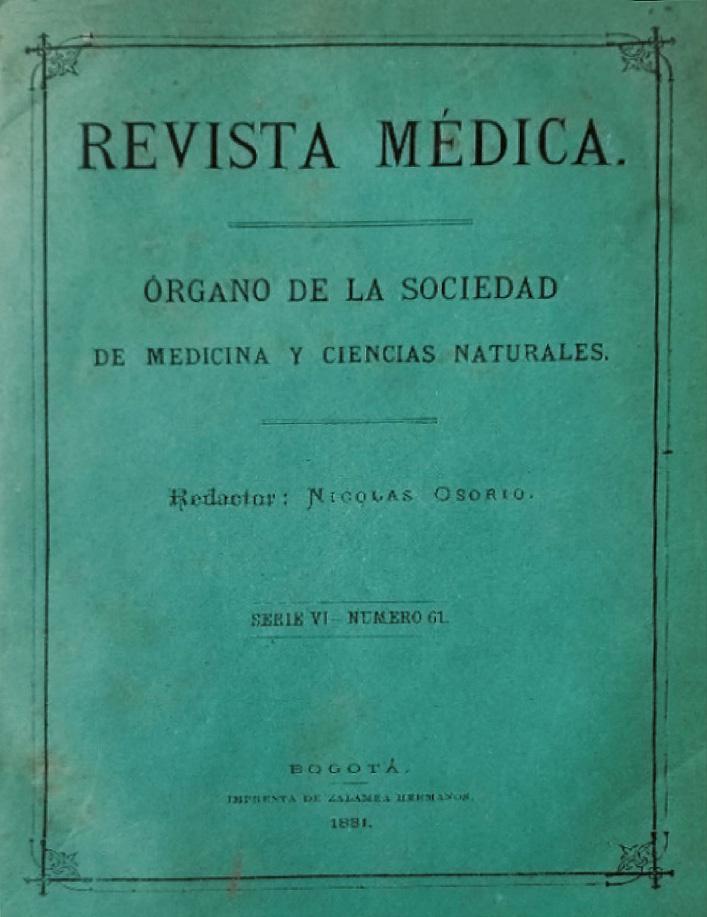 REVISTA MÉDICA.
ÓRGANO DE LA SOCIEDAD
DE MEDICINA Y CIENCIAS NATURALES.
Redactor: NICOLAS OSORIO.
SERIE VI—NUMERO 61.
BOGOTÁ.
IMPRENTA DE ZALAMEA HERMANOS.
1881.